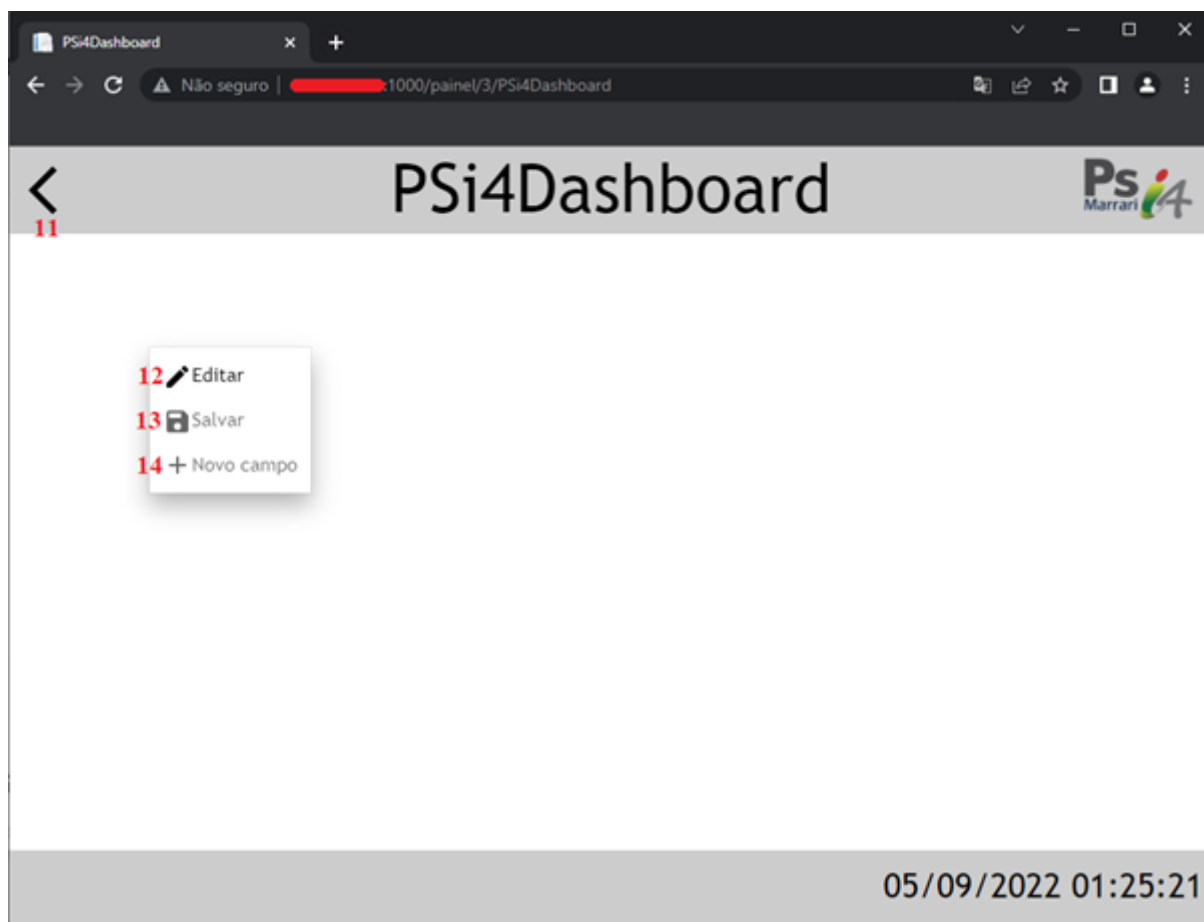 PSi4Dashboard
Não seguro | :1000/painel/3/PSi4Dashboard
PSi4Dashboard
Ps i4
Marrari
11
12 Editar
13 Salvar
14 + Novo campo
05/09/2022 01:25:21